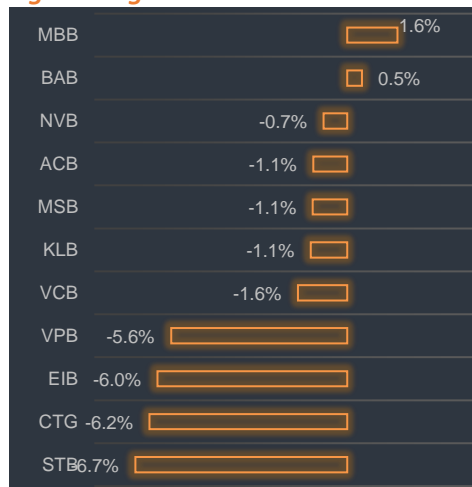 MBB 1.6%
BAB 0.5%
NVB -0.7%
ACB -1.1%
MSB -1.1%
KLB -1.1%
VCB -1.6%
VPB -5.6%
EIB -6.0%
CTG -6.2%
STB -6.7%